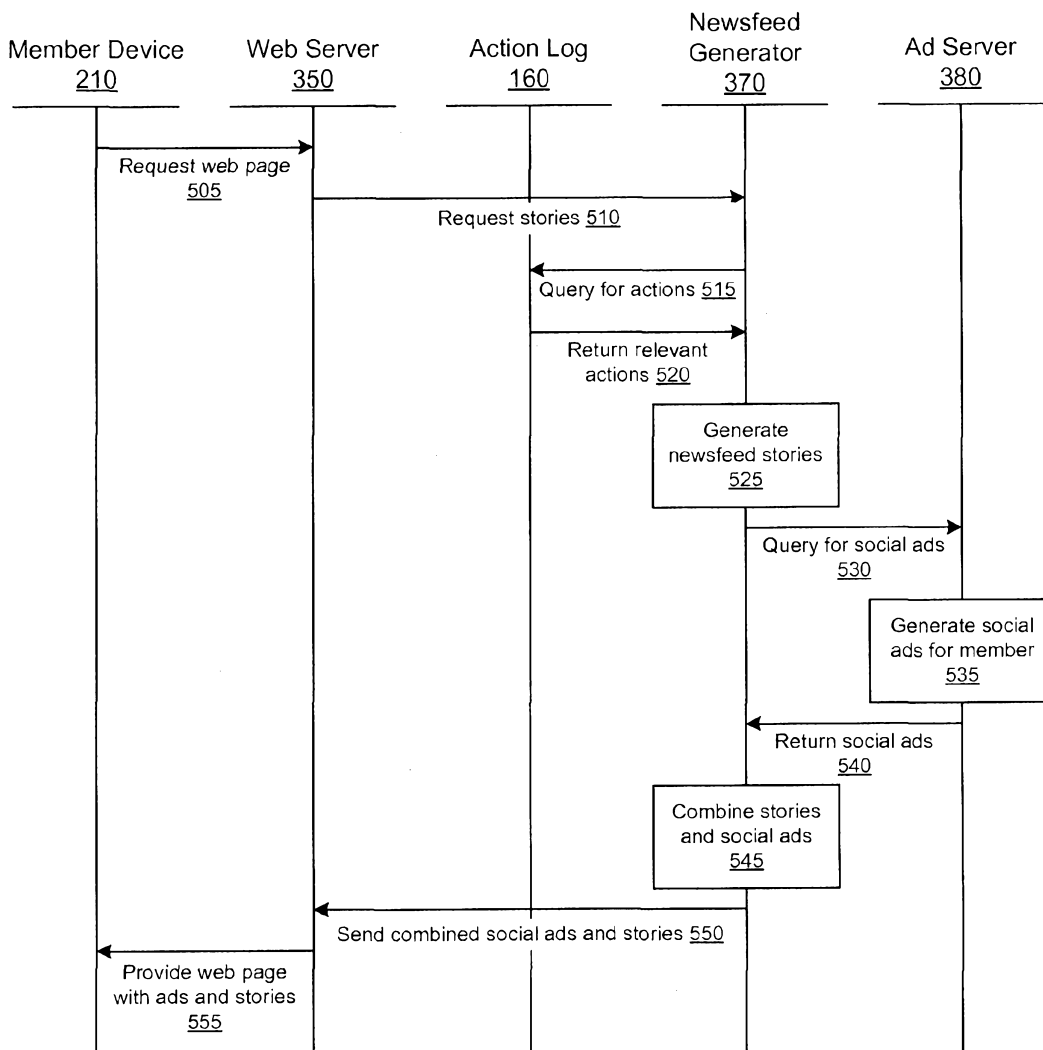 Member Device
210
Web Server
350
Action Log
160
Newsfeed
Generator
370
Ad Server
380
Request web page
505
Request stories 510
Query for actions 515
Return relevant
actions 520
Generate
newsfeed stories
525
Query for social ads
530
Generate social
ads for member
535
Return social ads
540
Combine stories
and social ads
545
Send combined social ads and stories 550
Provide web page
with ads and stories
555